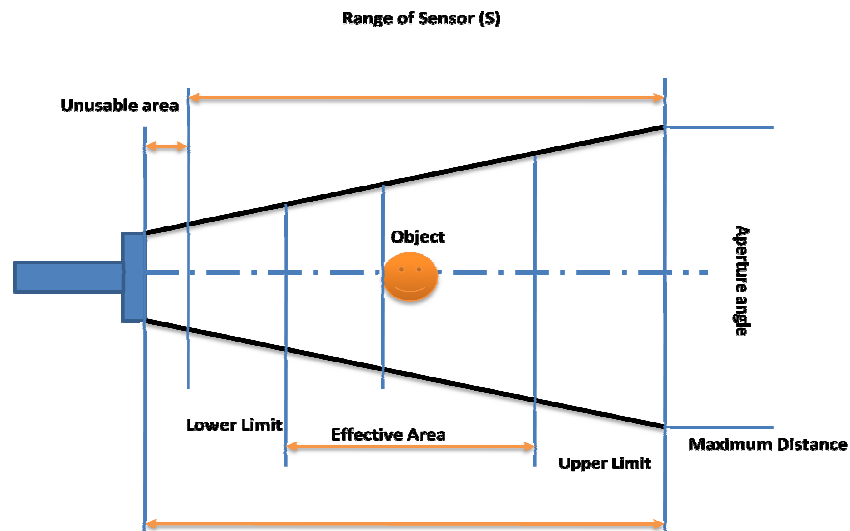 Range of Sensor (S)
Unusable area
Object
Aperture angle
Lower Limit
Effective Area
Upper Limit
Maximum Distance